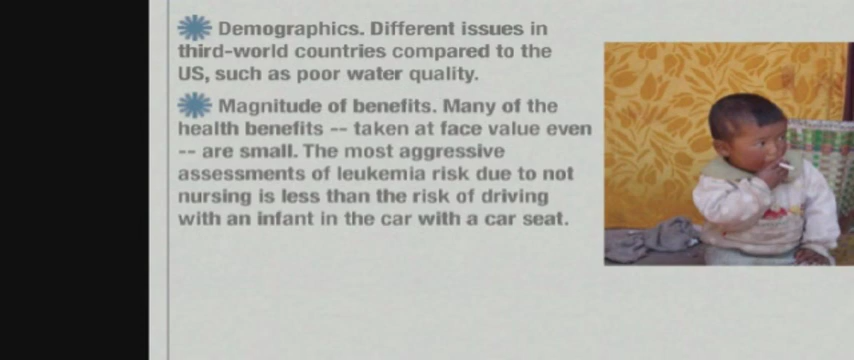 Demographics. Different issues in
third-world countries compared to the
US, such as poor water quality.
Magnitude of benefits. Many of the
health benefits -- taken at face value even
-- are small. The most aggressive
assessments of leukemia risk due to not
nursing is less than the risk of driving
with an infant in the car with a car seat.